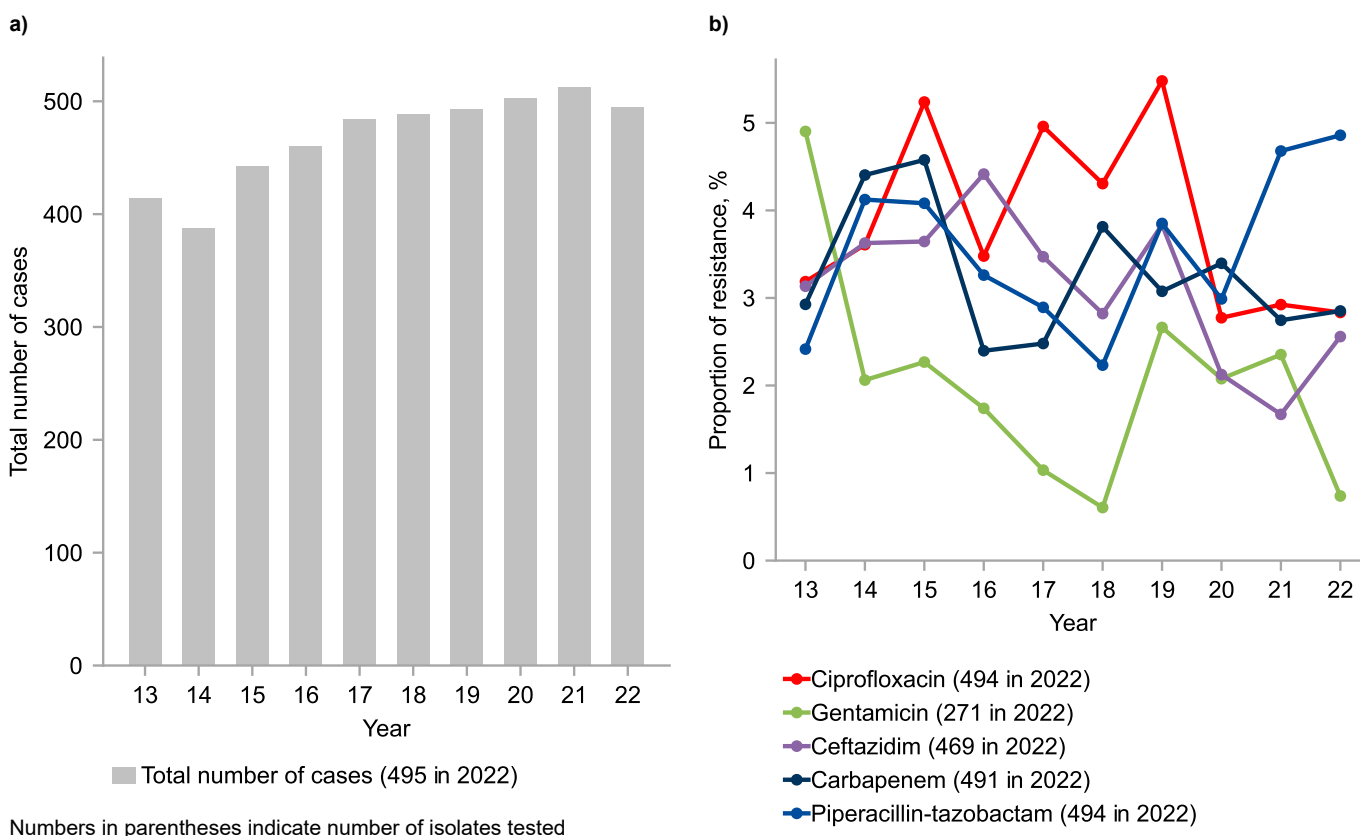 a)
Total number of cases
500
400
300
200
100
0
13 14 15 16 17 18 19 20 21 22
Year
Total number of cases (495 in 2022)
Numbers in parentheses indicate number of isolates tested
b)
Proportion of resistance, %
5
4
3
2
1
0
13 14 15 16 17 18 19 20 21 22
Year
Ciprofloxacin (494 in 2022)
Gentamicin (271 in 2022)
Ceftazidim (469 in 2022)
Carbapenem (491 in 2022)
Piperacillin-tazobactam (494 in 2022)